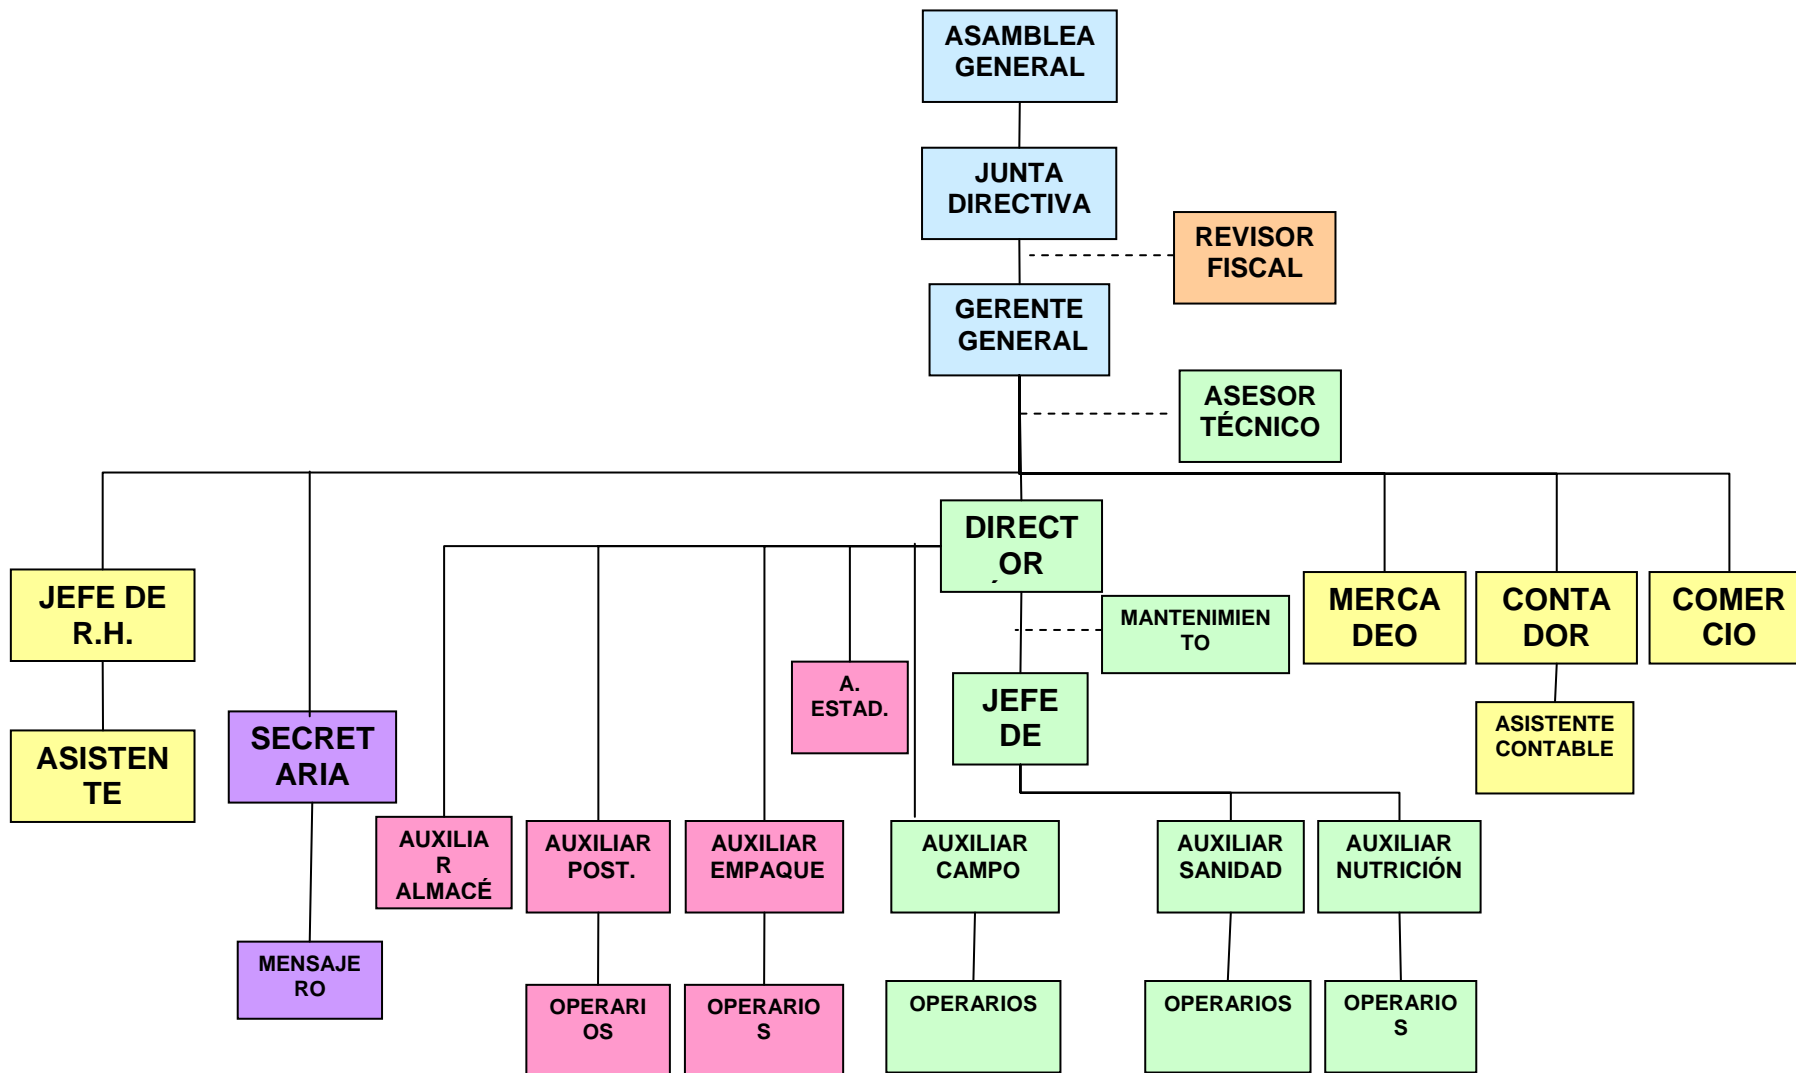 ASAMBLEA
GENERAL
JUNTA
DIRECTIVA
REVISOR
FISCAL
GERENTE
GENERAL
ASESOR
TÉCNICO
DIRECT
OR
JEFE DE
R.H.
MERCA
DEO
CONTA
DOR
COMER
CIO
MANTENIMIEN
TO
A.
ESTAD.
JEFE
DE
ASISTEN
TE
SECRET
ARIA
ASISTENTE
CONTABLE
AUXILIA
R
ALMACÉ
AUXILIAR
POST.
AUXILIAR
EMPAQUE
AUXILIAR
CAMPO
AUXILIAR
SANIDAD
AUXILIAR
NUTRICIÓN
MENSAJE
RO
OPERARI
OS
OPERARIO
S
OPERARIOS
OPERARIOS
OPERARIO
S